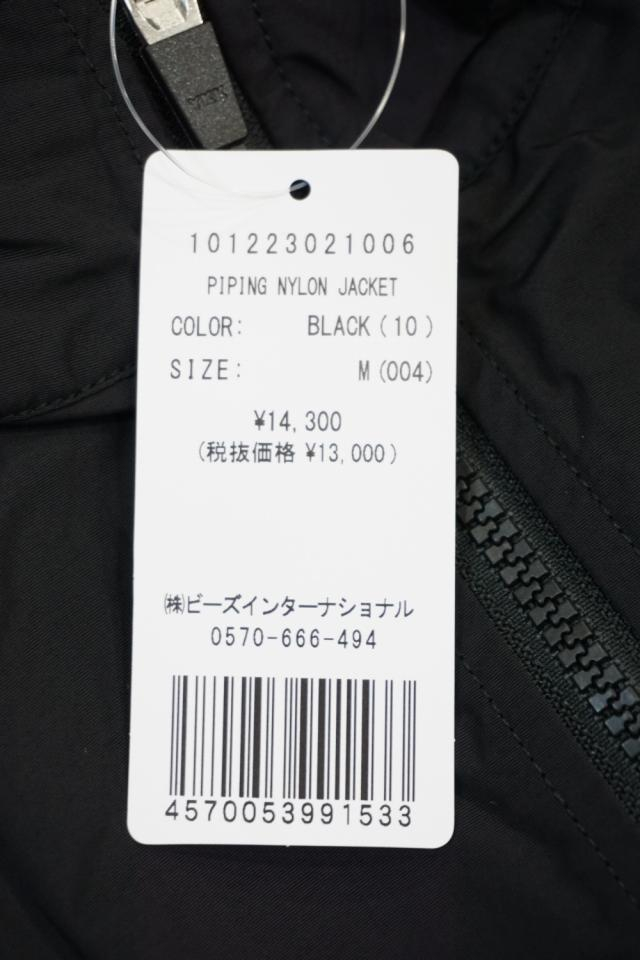 101223021006
PIPING NYLON JACKET
COLOR: BLACK(10)
SIZE: M(004)
¥14,300
(税抜価格 ¥13,000)
㈱ビーズインターナショナル
0570-666-494
4570053991533